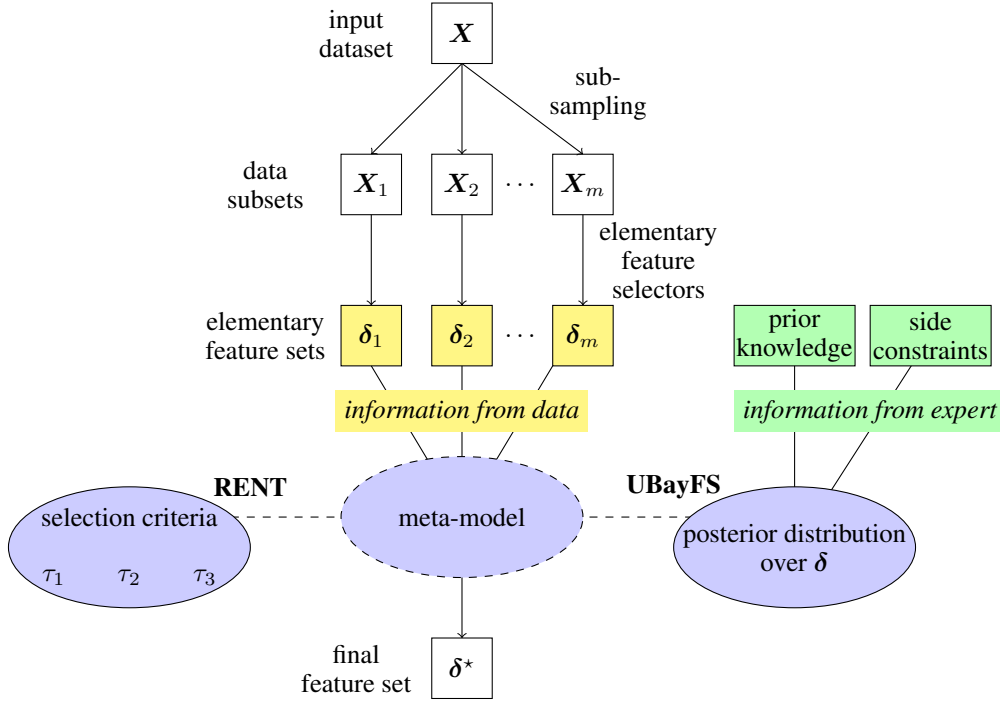 input
dataset
X
sub-
sampling
data
subsets
X₁
X₂
· · ·
Xₘ
elementary
feature
selectors
elementary
feature sets
δ₁
δ₂
· · ·
δₘ
prior
knowledge
side
constraints
information from data
information from expert
RENT
UBayFS
selection criteria
τ₁ τ₂ τ₃
meta-model
posterior distribution
over δ
final
feature set
δ⋆